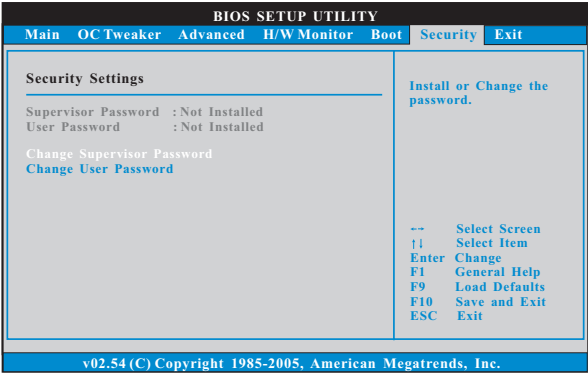 BIOS SETUP UTILITY
Main OC Tweaker Advanced H/W Monitor Boot Security Exit
Security Settings
Supervisor Password : Not Installed
User Password : Not Installed
Change Supervisor Password
Change User Password
Install or Change the
password.
←→ Select Screen
↑↓ Select Item
Enter Change
F1 General Help
F9 Load Defaults
F10 Save and Exit
ESC Exit
v02.54 (C) Copyright 1985-2005, American Megatrends, Inc.